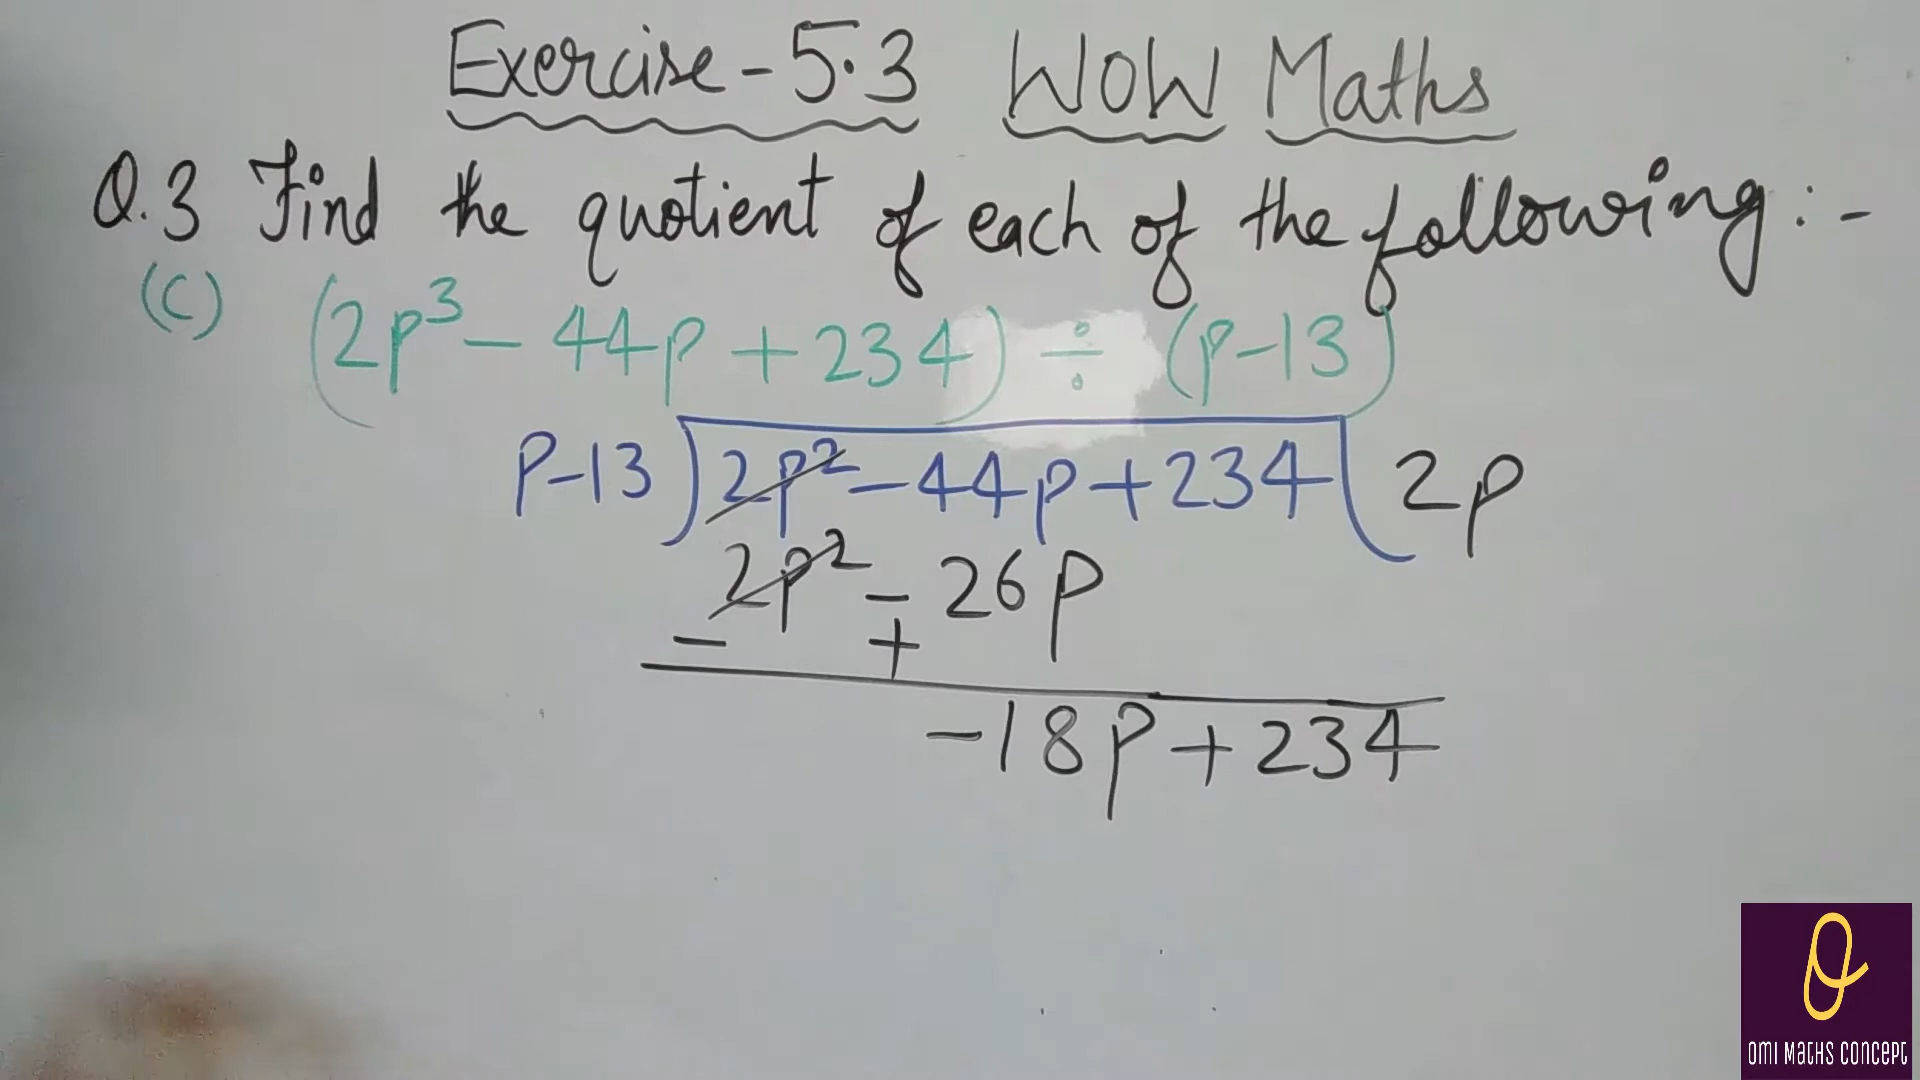 Exercise-5.3 WOW Maths
Q.3 Find the quotient of each of the following:-
(C) (2p³-44p+234)÷(p-13)
P-13)2p²-44p+234(2p
2p²-26p
- +
-18p+234
OMI MATHS CONCEPT